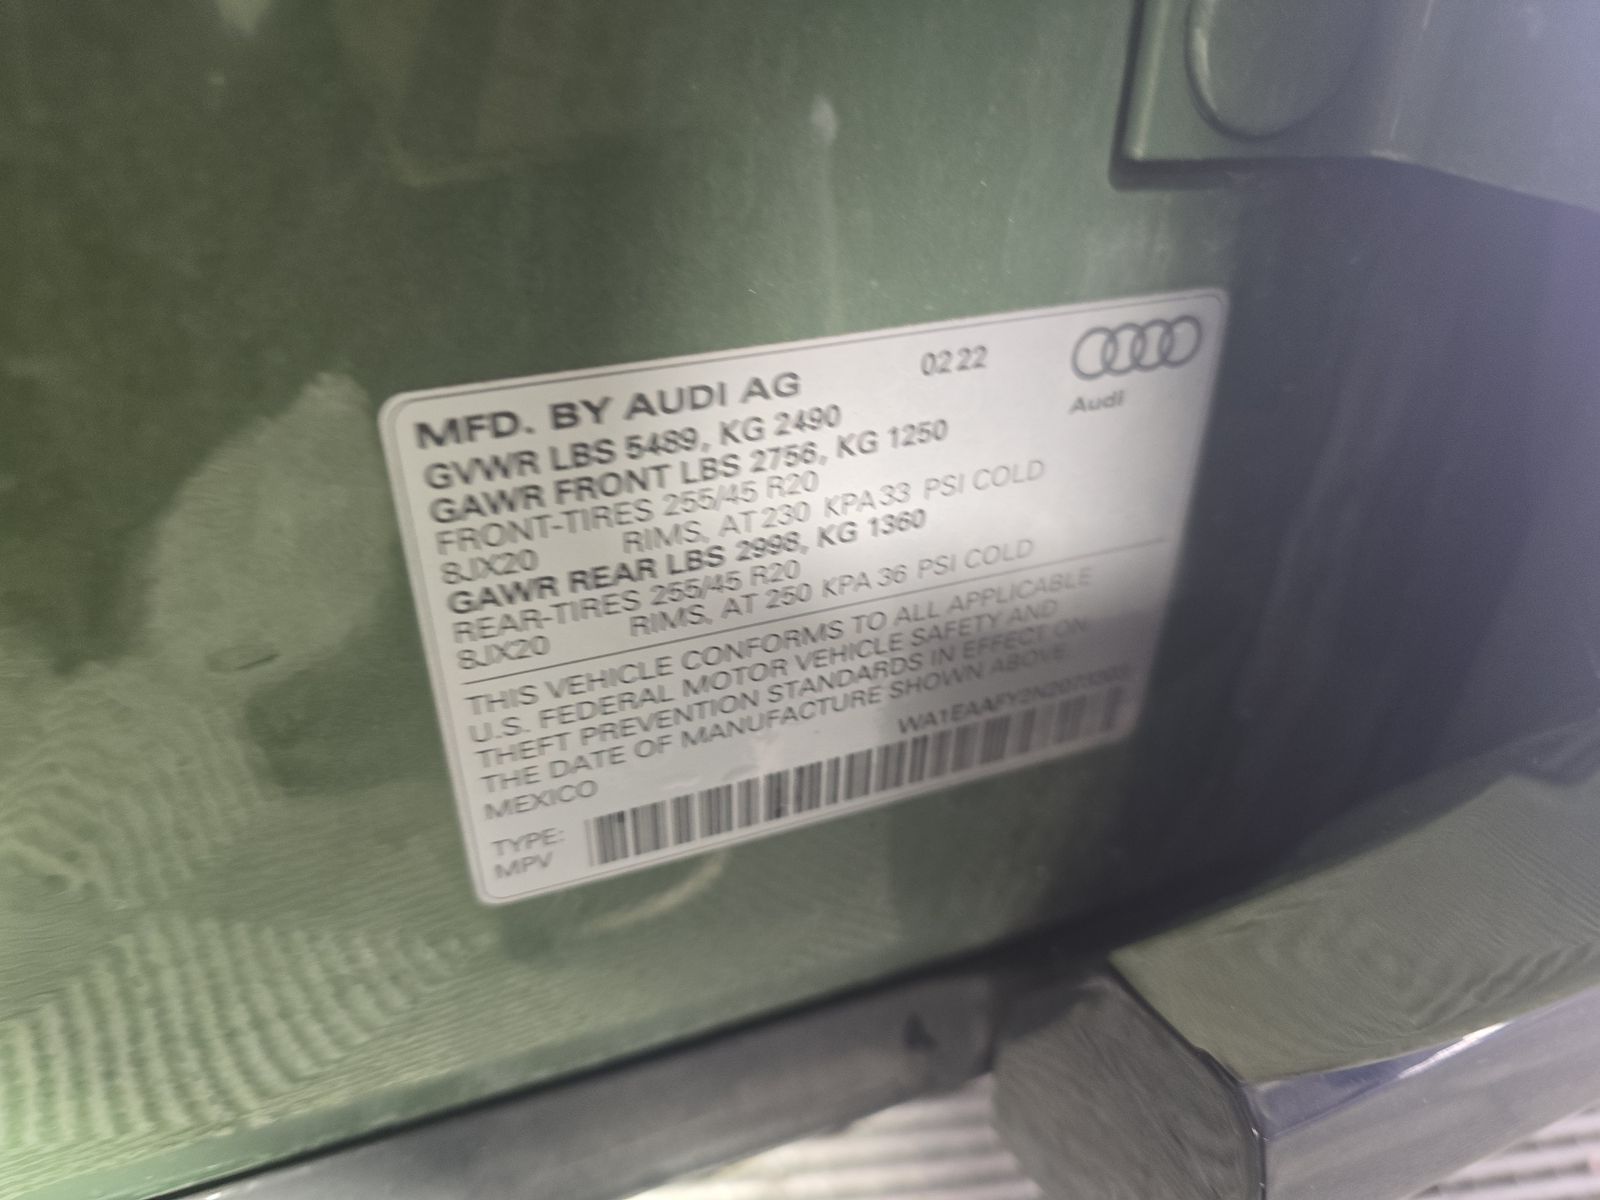 MFD. BY AUDI AG 02 22
Audi
GVWR LBS 5489, KG 2490
GAWR FRONT LBS 2756, KG 1250
FRONT-TIRES 255/45 R20
8JX20 RIMS, AT 230 KPA 33 PSI COLD
GAWR REAR LBS 2998, KG 1360
REAR-TIRES 255/45 R20
8JX20 RIMS, AT 250 KPA 36 PSI COLD
THIS VEHICLE CONFORMS TO ALL APPLICABLE
U.S. FEDERAL MOTOR VEHICLE SAFETY AND
THEFT PREVENTION STANDARDS IN EFFECT ON
THE DATE OF MANUFACTURE SHOWN ABOVE.
MEXICO
TYPE:
MPV